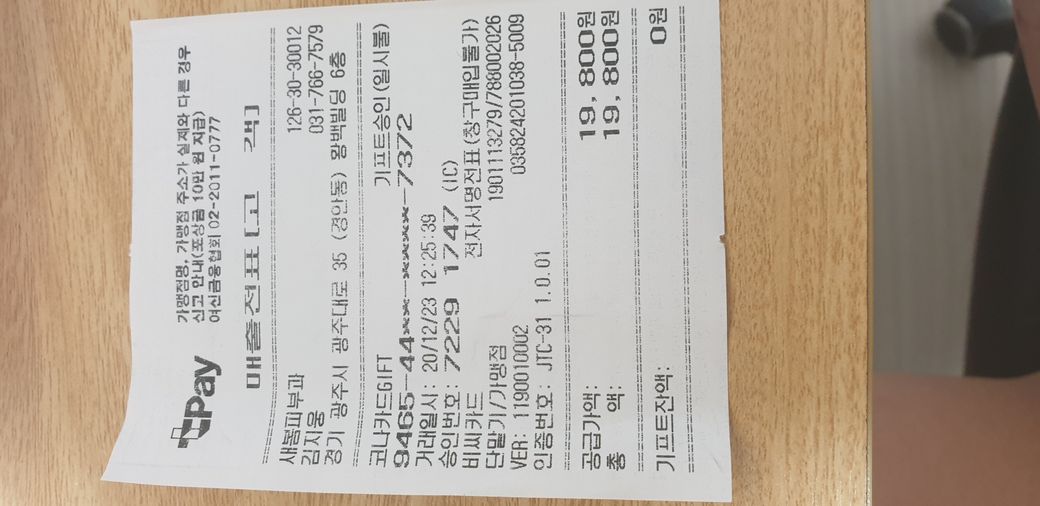 Pay
가맹점명, 가맹점 주소가 실제와 다른 경우
신고 안내(포상금 10만 원 지급)
여신금융협회 02-2011-0777
매출전표[고 객]
새봄피부과 126-30-30012
김지웅 031-766-7579
경기 광주시 광주대로 35 (경안동) 왕백빌딩 6층
코나카드GIFT 기프트승인(일시불)
9465-44**-****-7372
거래일시: 20/12/23 12:25:39
승인번호: 7229 1747 (IC)
비씨카드 전자서명전표(창구매입불가)
단말기/가맹점 1901113279/788002026
VER: 1190010002 035824201038-5009
인증번호: JTC-31 1.0.01
공급가액: 19,800원
총 액: 19,800원
기프트잔액: 0원